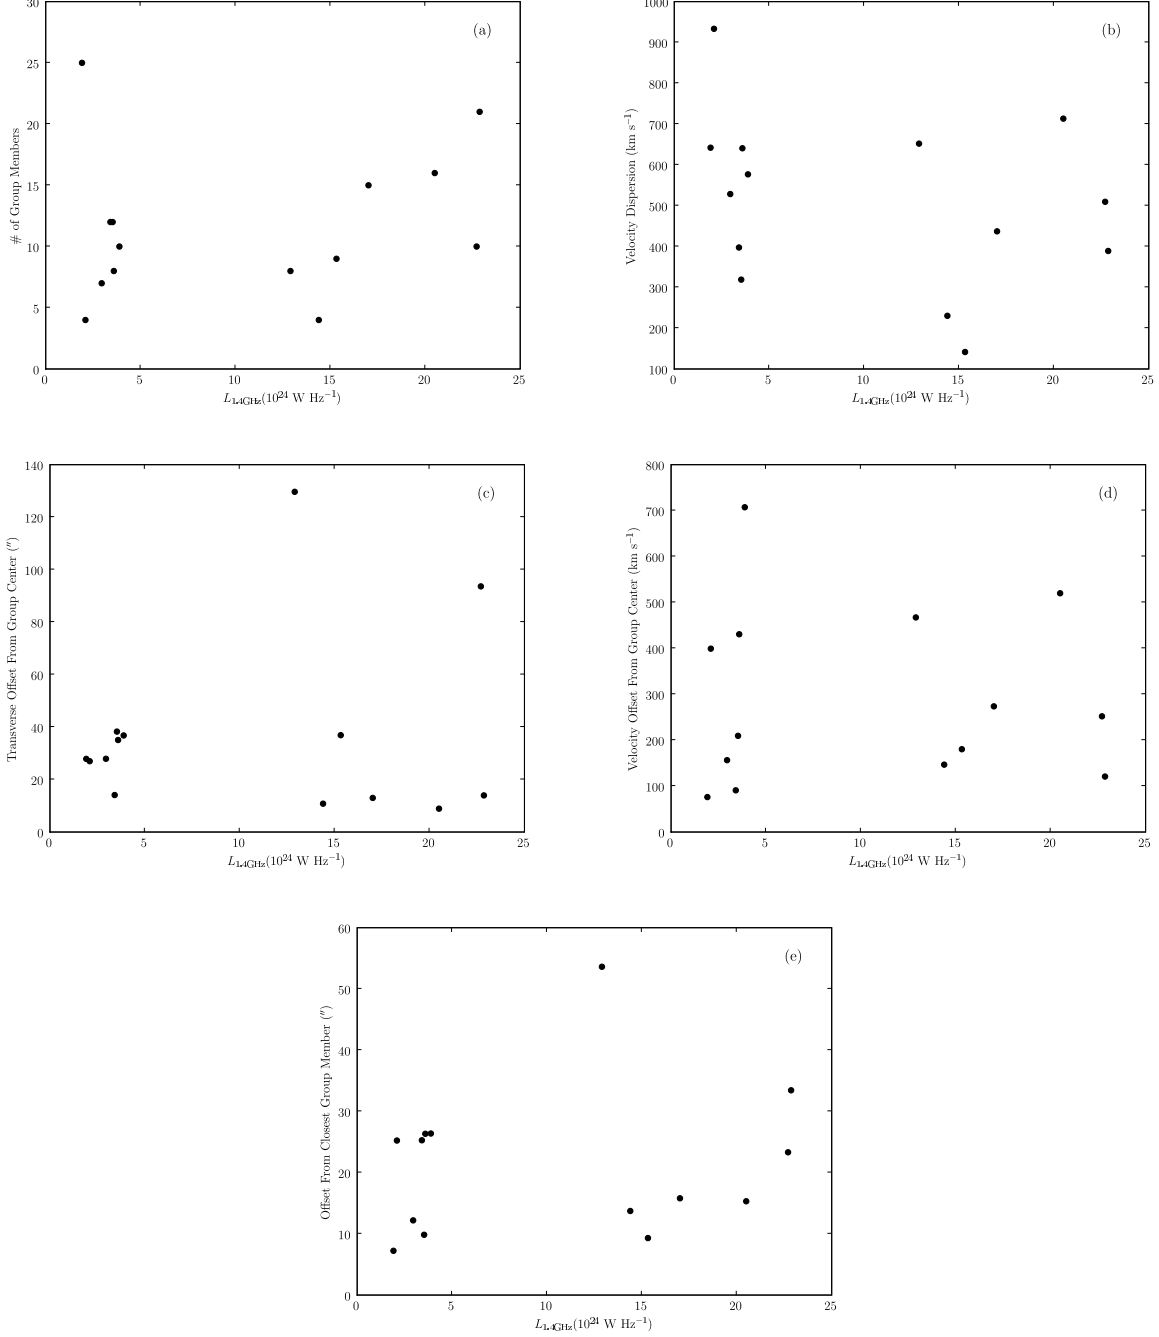 30
25
20
15
10
5
0
# of Group Members
(a)
0 5 10 15 20 25
L1.4GHz(10^24 W Hz^−1)
1000
900
800
700
600
500
400
300
200
100
Velocity Dispersion (km s^−1)
(b)
0 5 10 15 20 25
L1.4GHz(10^24 W Hz^−1)
140
120
100
80
60
40
20
0
Transverse Offset From Group Center (″)
(c)
0 5 10 15 20 25
L1.4GHz(10^24 W Hz^−1)
800
700
600
500
400
300
200
100
0
Velocity Offset From Group Center (km s^−1)
(d)
0 5 10 15 20 25
L1.4GHz(10^24 W Hz^−1)
60
50
40
30
20
10
0
Offset From Closest Group Member (″)
(e)
0 5 10 15 20 25
L1.4GHz(10^24 W Hz^−1)